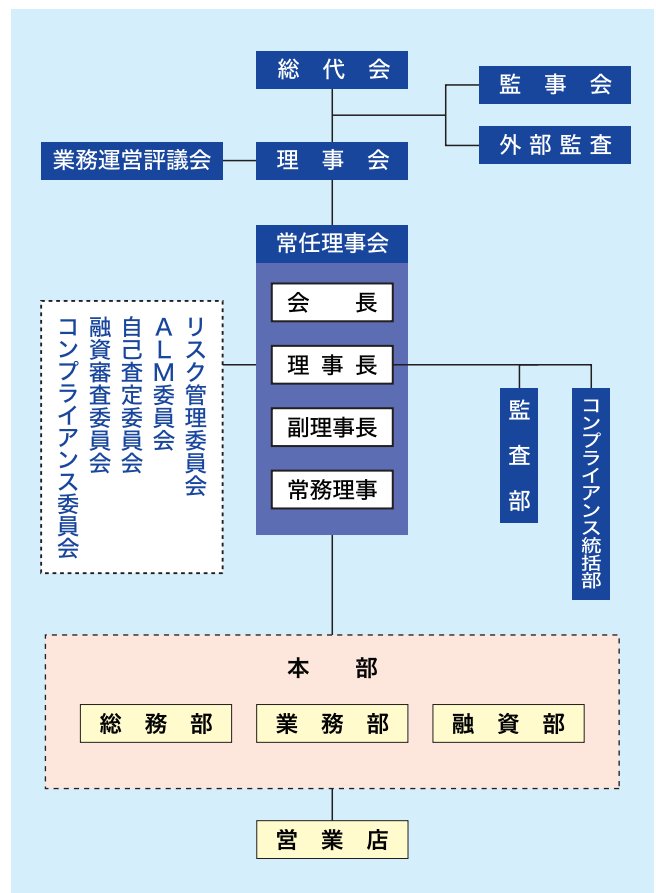 総代会
監事会
外部監査
業務運営評議会
理事会
常任理事会
会長
理事長
副理事長
常務理事
リスク管理委員会
ALM委員会
自己査定委員会
融資審査委員会
コンプライアンス委員会
監査部
コンプライアンス統括部
本部
総務部
業務部
融資部
営業店